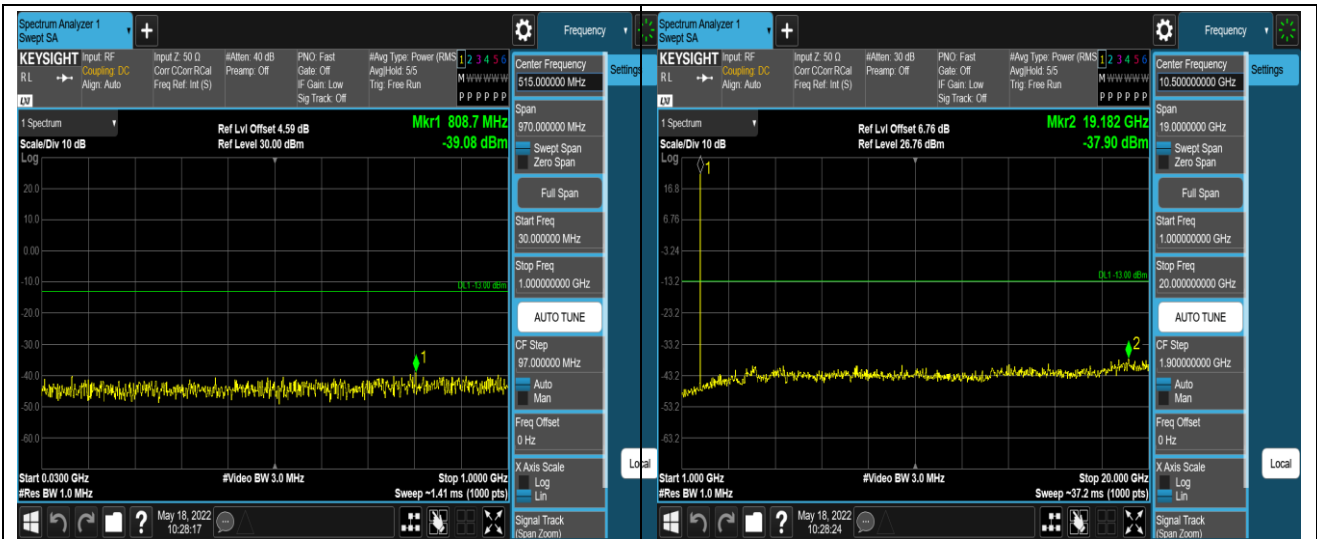 Spectrum Analyzer 1
Swept SA
+
Frequency
KEYSIGHT
RL
LXI
Input: RF
Coupling: DC
Align: Auto
Input Z: 50 Ω
Corr CCorr RCal
Freq Ref: Int (S)
#Atten: 40 dB
Preamp: Off
PNO: Fast
Gate: Off
IF Gain: Low
Sig Track: Off
#Avg Type: Power (RMS
Avg|Hold: 5/5
Trig: Free Run
1 2 3 4 5 6
M W W W W W
P P P P P P
Center Frequency
515.000000 MHz
Settings
1 Spectrum
Scale/Div 10 dB
Log
Ref Lvl Offset 4.59 dB
Ref Level 30.00 dBm
Mkr1 808.7 MHz
-39.08 dBm
Span
970.000000 MHz
Swept Span
Zero Span
Full Span
Start Freq
30.000000 MHz
Stop Freq
1.000000000 GHz
AUTO TUNE
CF Step
97.000000 MHz
Auto
Man
Freq Offset
0 Hz
X Axis Scale
Log
Lin
Signal Track
(Span Zoom)
Local
20.0
10.0
0.00
-10.0
-20.0
-30.0
-40.0
-50.0
-60.0
DL1 -13.00 dBm
1
Start 0.0300 GHz
#Res BW 1.0 MHz
#Video BW 3.0 MHz
Stop 1.0000 GHz
Sweep ~1.41 ms (1000 pts)
?
May 18, 2022
10:28:17
Spectrum Analyzer 1
Swept SA
+
Frequency
KEYSIGHT
RL
LXI
Input: RF
Coupling: DC
Align: Auto
Input Z: 50 Ω
Corr CCorr RCal
Freq Ref: Int (S)
#Atten: 30 dB
Preamp: Off
PNO: Fast
Gate: Off
IF Gain: Low
Sig Track: Off
#Avg Type: Power (RMS
Avg|Hold: 5/5
Trig: Free Run
1 2 3 4 5 6
M W W W W W
P P P P P P
Center Frequency
10.500000000 GHz
Settings
1 Spectrum
Scale/Div 10 dB
Log
Ref Lvl Offset 6.76 dB
Ref Level 26.76 dBm
Mkr2 19.182 GHz
-37.90 dBm
Span
19.0000000 GHz
Swept Span
Zero Span
Full Span
Start Freq
1.000000000 GHz
Stop Freq
20.000000000 GHz
AUTO TUNE
CF Step
1.900000000 GHz
Auto
Man
Freq Offset
0 Hz
X Axis Scale
Log
Lin
Signal Track
(Span Zoom)
Local
1
16.8
6.76
-3.24
-13.2
-23.2
-33.2
-43.2
-53.2
-63.2
DL1 -13.00 dBm
2
Start 1.000 GHz
#Res BW 1.0 MHz
#Video BW 3.0 MHz
Stop 20.000 GHz
Sweep ~37.2 ms (1000 pts)
?
May 18, 2022
10:28:24